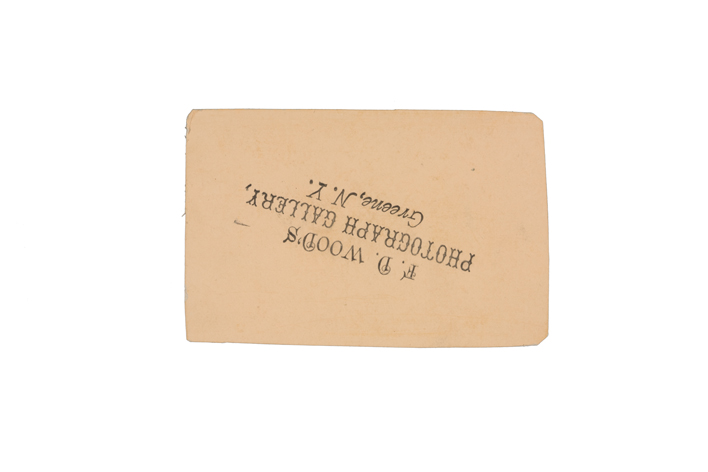 F. D. WOOD'S
PHOTOGRAPH GALLERY,
Greene, N. Y.